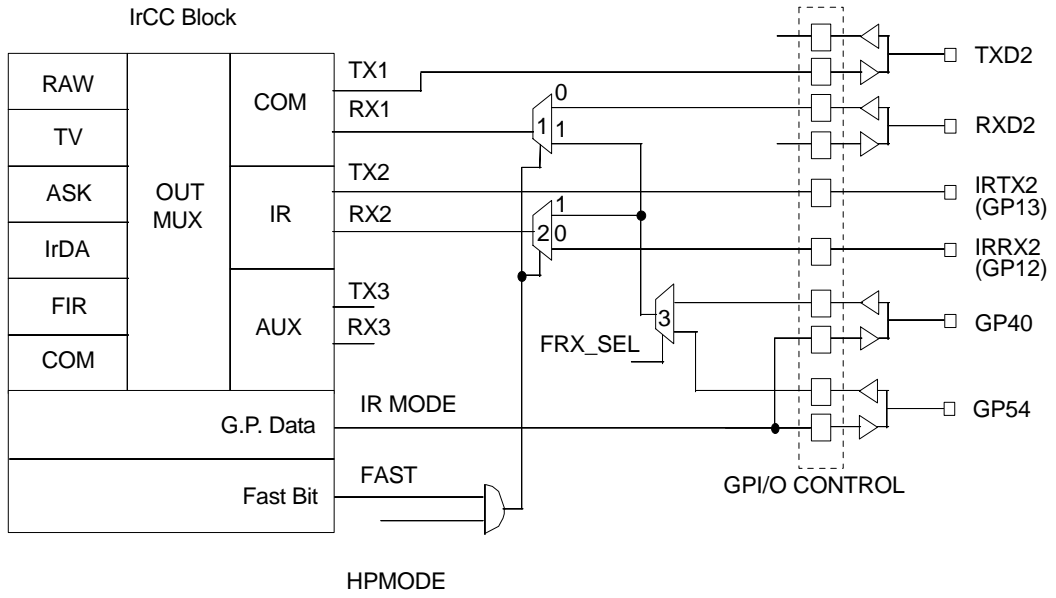 IrCC Block
RAW
TV
ASK
IrDA
FIR
COM
OUT
MUX
COM
IR
AUX
G.P. Data
Fast Bit
TX1
RX1
TX2
RX2
TX3
RX3
IR MODE
FAST
HPMODE
0
1 1
1
2 0
3
FRX_SEL
GPI/O CONTROL
TXD2
RXD2
IRTX2
(GP13)
IRRX2
(GP12)
GP40
GP54